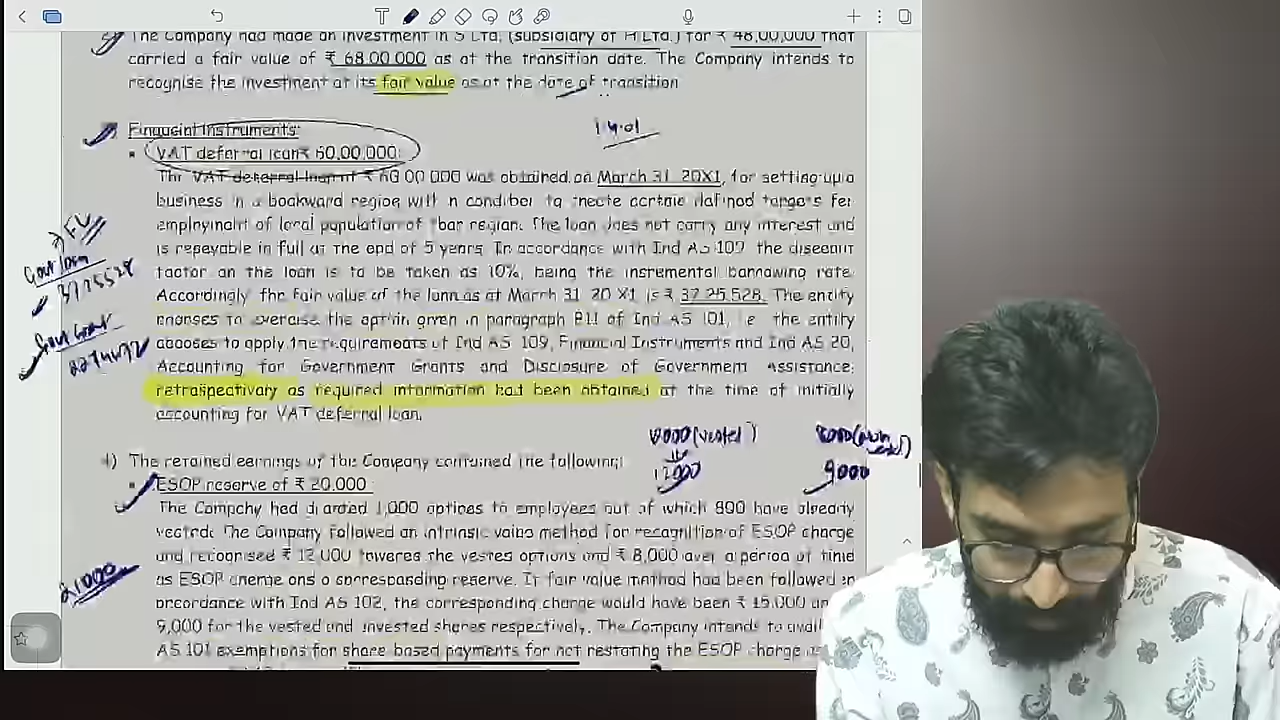 The Company had made an investment in S Ltd. (subsidiary of H Ltd.) for ₹ 48,00,000 that
carried a fair value of ₹ 68,00,000 as at the transition date. The Company intends to
recognise the investment at its fair value as at the date of transition
1.4.01
Financial Instruments:
VAT deferral loan ₹ 60,00,000:
The VAT deferral loan of ₹ 60,00,000 was obtained on March 31, 20X1, for setting up a
business in a backward region with a condition to create certain defined targets for
employment of local population of that region. The loan does not carry any interest and
is repayable in full at the end of 5 years. In accordance with Ind AS 109, the discount
factor on the loan is to be taken as 10%, being the incremental borrowing rate.
Accordingly, the fair value of the loan as at March 31, 20X1 is ₹ 37,25,528. The entity
chooses to exercise the option given in paragraph B11 of Ind AS 101, i.e. the entity
chooses to apply the requirements of Ind AS 109, Financial Instruments and Ind AS 20,
Accounting for Government Grants and Disclosure of Government Assistance,
retrospectively as required information had been obtained at the time of initially
accounting for VAT deferral loan.
FV
Govt loan
3725528
Govt Grant
2274472
4) The retained earnings of the Company contained the following:
ESOP reserve of ₹ 20,000
12000
9000
The Company had granted 1,000 options to employees out of which 800 have already
vested. The Company followed an intrinsic value method for recognition of ESOP charge
and recognised ₹ 12,000 towards the vested options and ₹ 8,000 over a period of time
as ESOP charge and a corresponding reserve. If fair value method had been followed in
accordance with Ind AS 102, the corresponding charge would have been ₹ 15,000
9,000 for the vested and unvested shares respectively. The Company intends to avail
AS 101 exemptions for share based payments for not restating the ESOP charge
21000